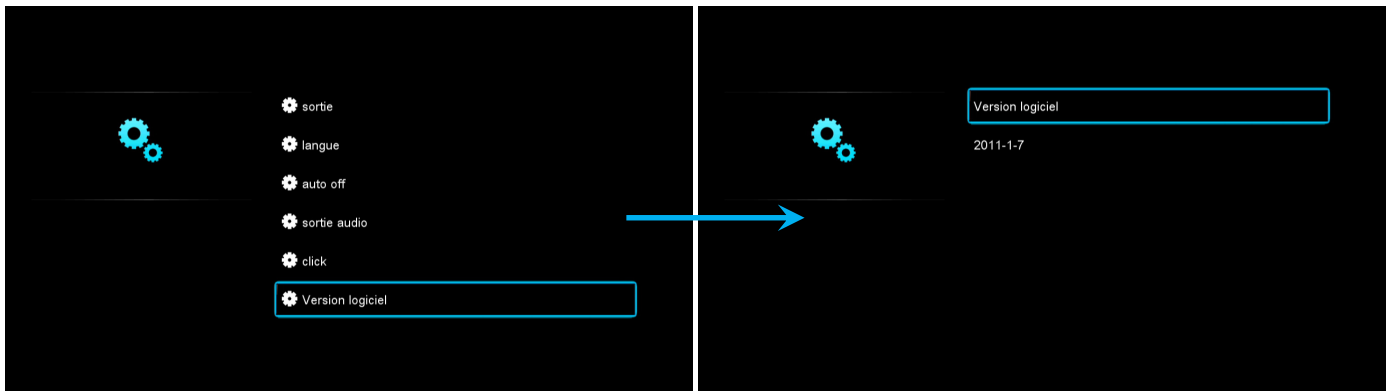 sortie
langue
auto off
sortie audio
click
Version logiciel
Version logiciel
2011-1-7